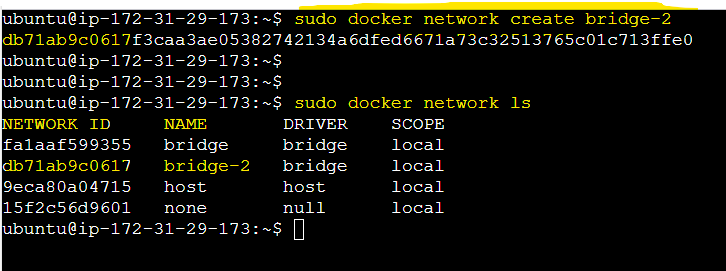 ubuntu@ip-172-31-29-173:~$ sudo docker network create bridge-2
db71ab9c0617f3caa3ae05382742134a6dfed6671a73c32513765c01c713ffe0
ubuntu@ip-172-31-29-173:~$
ubuntu@ip-172-31-29-173:~$
ubuntu@ip-172-31-29-173:~$ sudo docker network ls
NETWORK ID     NAME       DRIVER    SCOPE
fa1aaf599355   bridge     bridge    local
db71ab9c0617   bridge-2   bridge    local
9eca80a04715   host       host      local
15f2c56d9601   none       null      local
ubuntu@ip-172-31-29-173:~$